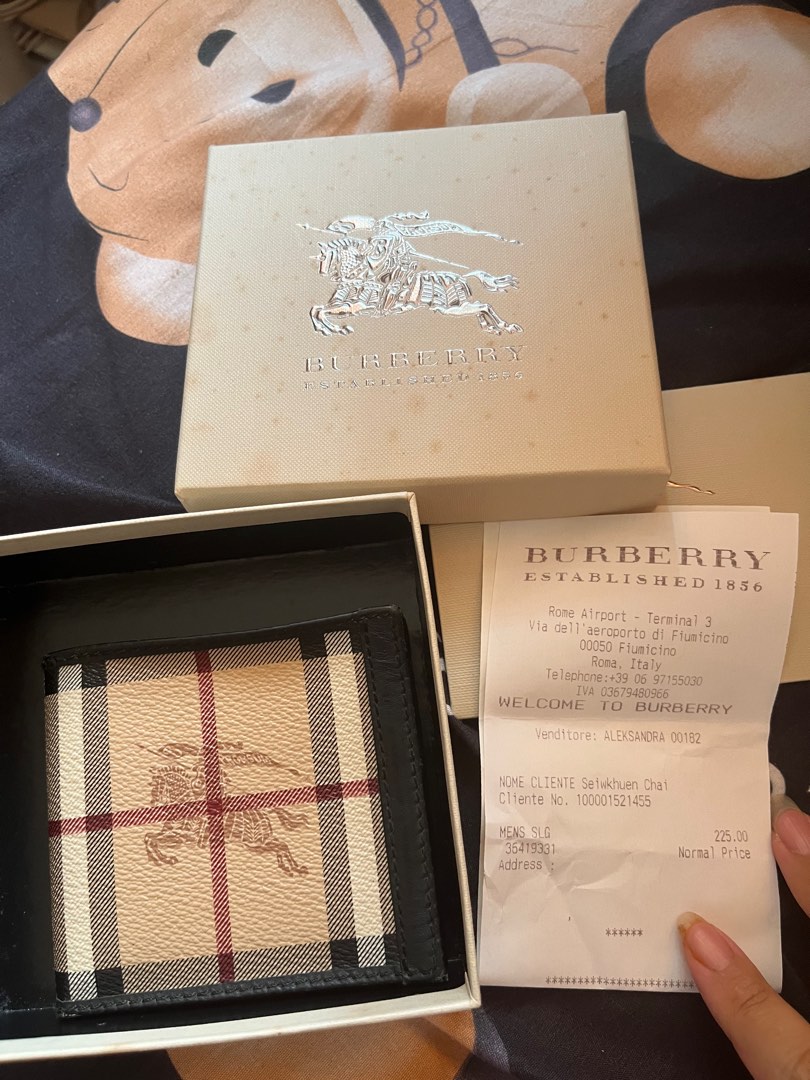 BURBERRY
ESTABLISHED 1856
BURBERRY
ESTABLISHED 1856
Rome Airport - Terminal 3
Via dell'aeroporto di Fiumicino
00050 Fiumicino
Roma, Italy
Telephone:+39 06 97155030
IVA 03679480966
WELCOME TO BURBERRY
Venditore: ALEKSANDRA 00182
NOME CLIENTE Seiwkhuen Chai
Cliente No. 100001521455
MENS SLG 225.00
36419331 Normal Price
Address :
******